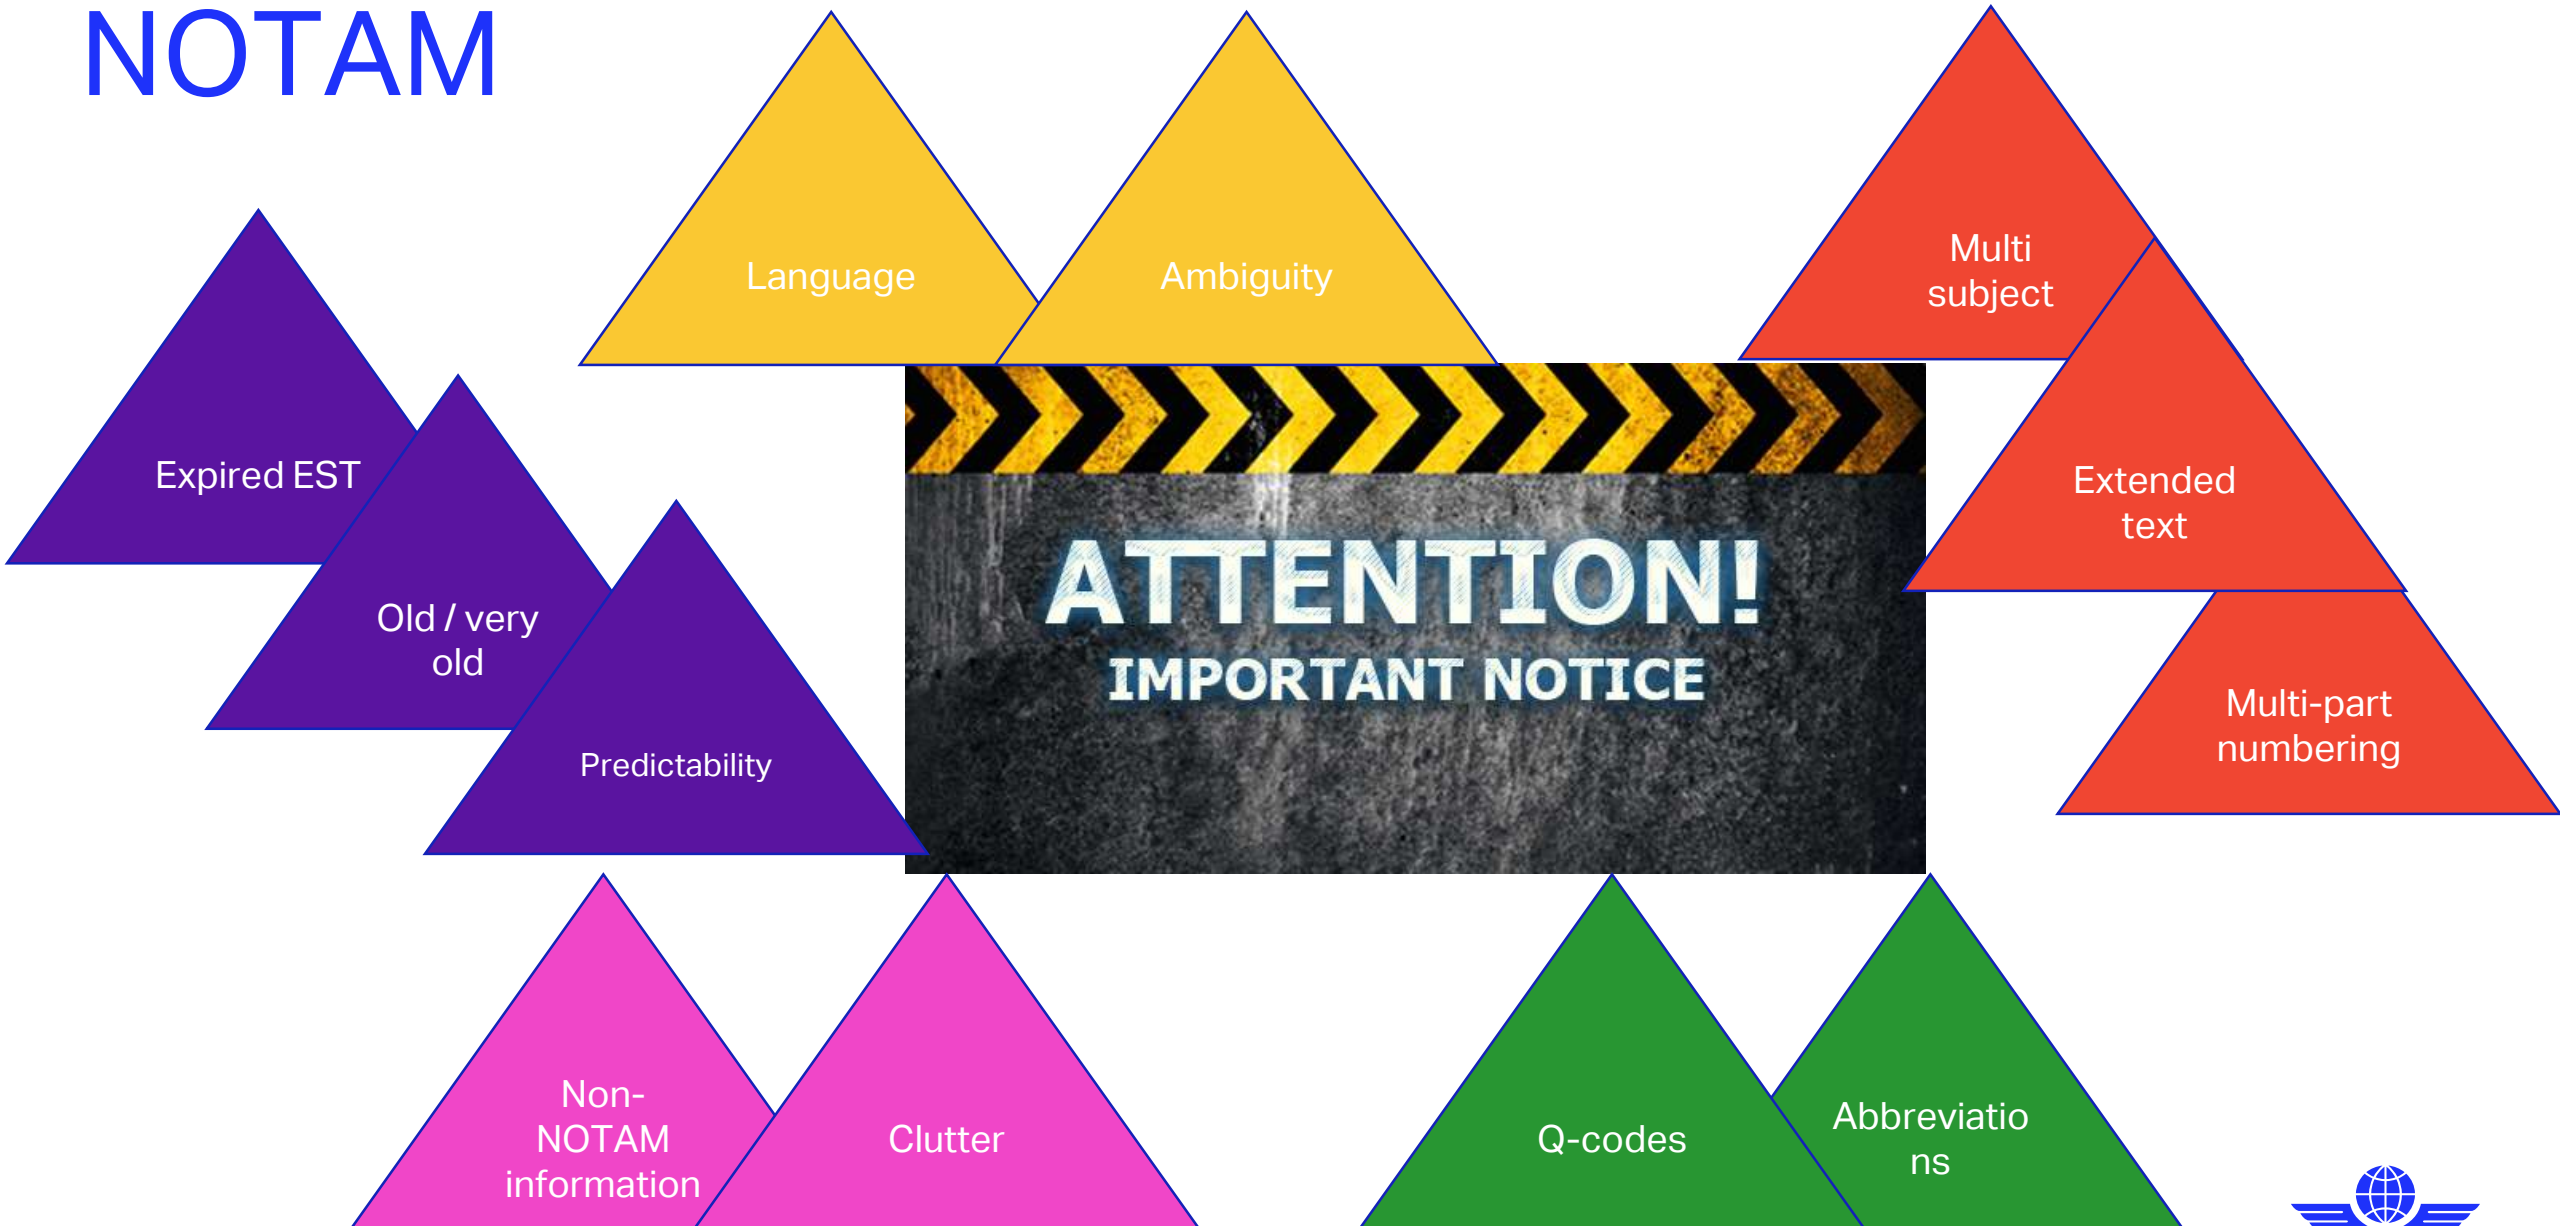 NOTAM
Language
Ambiguity
Multi
subject
Expired EST
Extended
text
Old / very
old
ATTENTION!
IMPORTANT NOTICE
Multi-part
numbering
Predictability
Non-
NOTAM
information
Clutter
Q-codes
Abbreviatio
ns